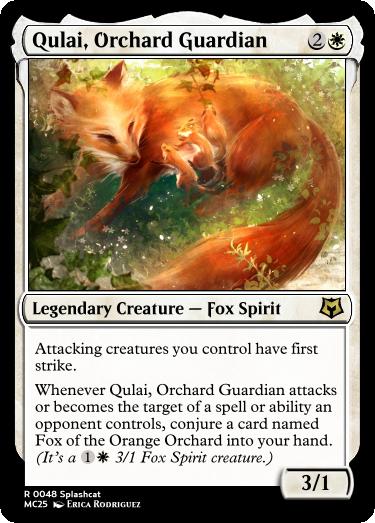 Qulai, Orchard Guardian 2
Legendary Creature — Fox Spirit
Attacking creatures you control have first
strike.
Whenever Qulai, Orchard Guardian attacks
or becomes the target of a spell or ability an
opponent controls, conjure a card named
Fox of the Orange Orchard into your hand.
(It's a 1 3/1 Fox Spirit creature.)
3/1
R 0048 Splashcat
MC25 Erica Rodriguez